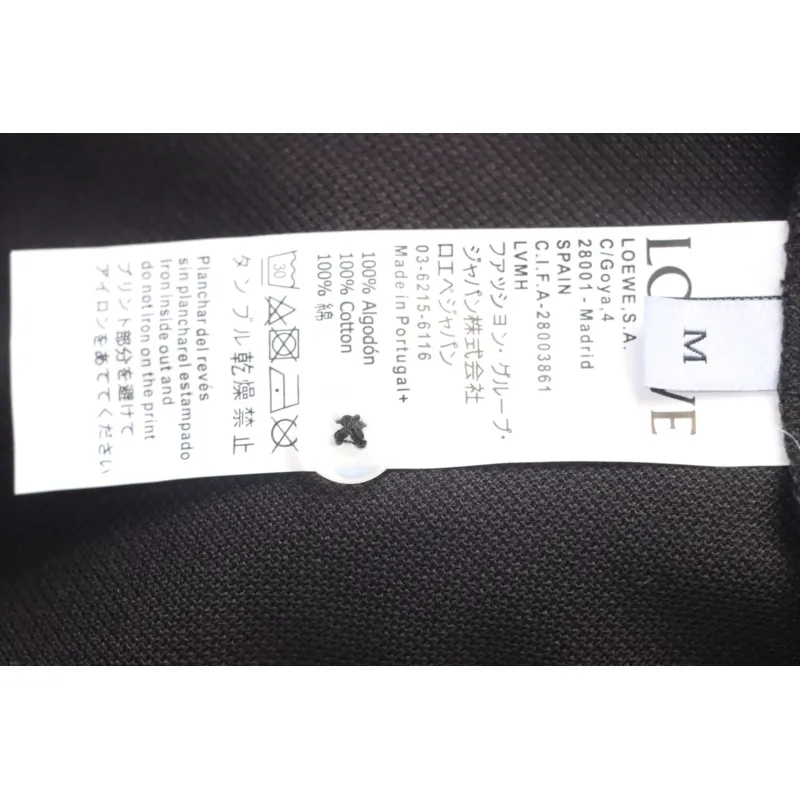 LO WE
M
LOEWE,S.A.
C/Goya,4
28001 - Madrid
SPAIN
C.I.F.A-28003861
LVMH
ファッション・グループ・
ジャパン株式会社
ロエベジャパン
03-6215-6116
Made in Portugal+
100% Algodón
100% Cotton
100% 綿
30
タンブル乾燥禁止
Planchar del revés
sin plancharel estampado
Iron inside out and
do not iron on the print
プリント部分を避けて
アイロンをあててください